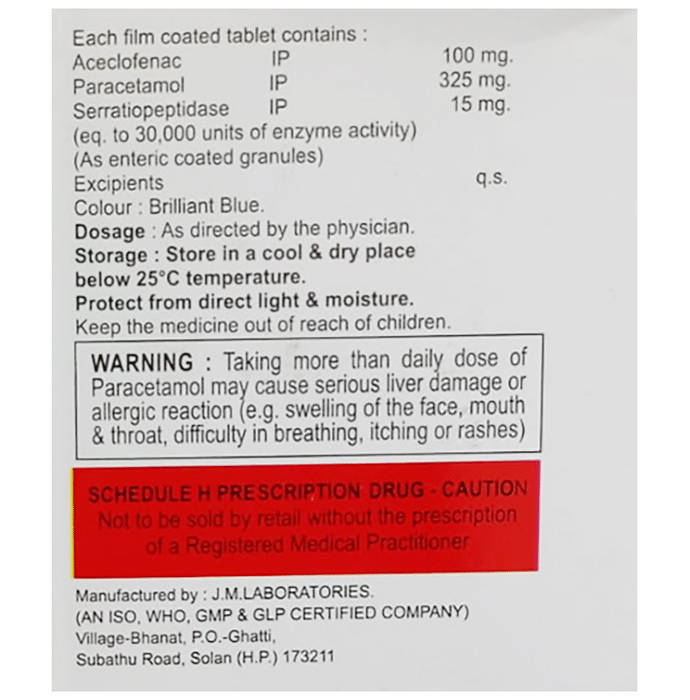 Each film coated tablet contains :
Aceclofenac IP 100 mg.
Paracetamol IP 325 mg.
Serratiopeptidase IP 15 mg.
(eq. to 30,000 units of enzyme activity)
(As enteric coated granules)
Excipients q.s.
Colour : Brilliant Blue.
Dosage : As directed by the physician.
Storage : Store in a cool & dry place
below 25°C temperature.
Protect from direct light & moisture.
Keep the medicine out of reach of children.
WARNING : Taking more than daily dose of
Paracetamol may cause serious liver damage or
allergic reaction (e.g. swelling of the face, mouth
& throat, difficulty in breathing, itching or rashes)
SCHEDULE H PRESCRIPTION DRUG - CAUTION
Not to be sold by retail without the prescription
of a Registered Medical Practitioner
Manufactured by : J.M.LABORATORIES.
(AN ISO, WHO, GMP & GLP CERTIFIED COMPANY)
Village-Bhanat, P.O.-Ghatti,
Subathu Road, Solan (H.P.) 173211